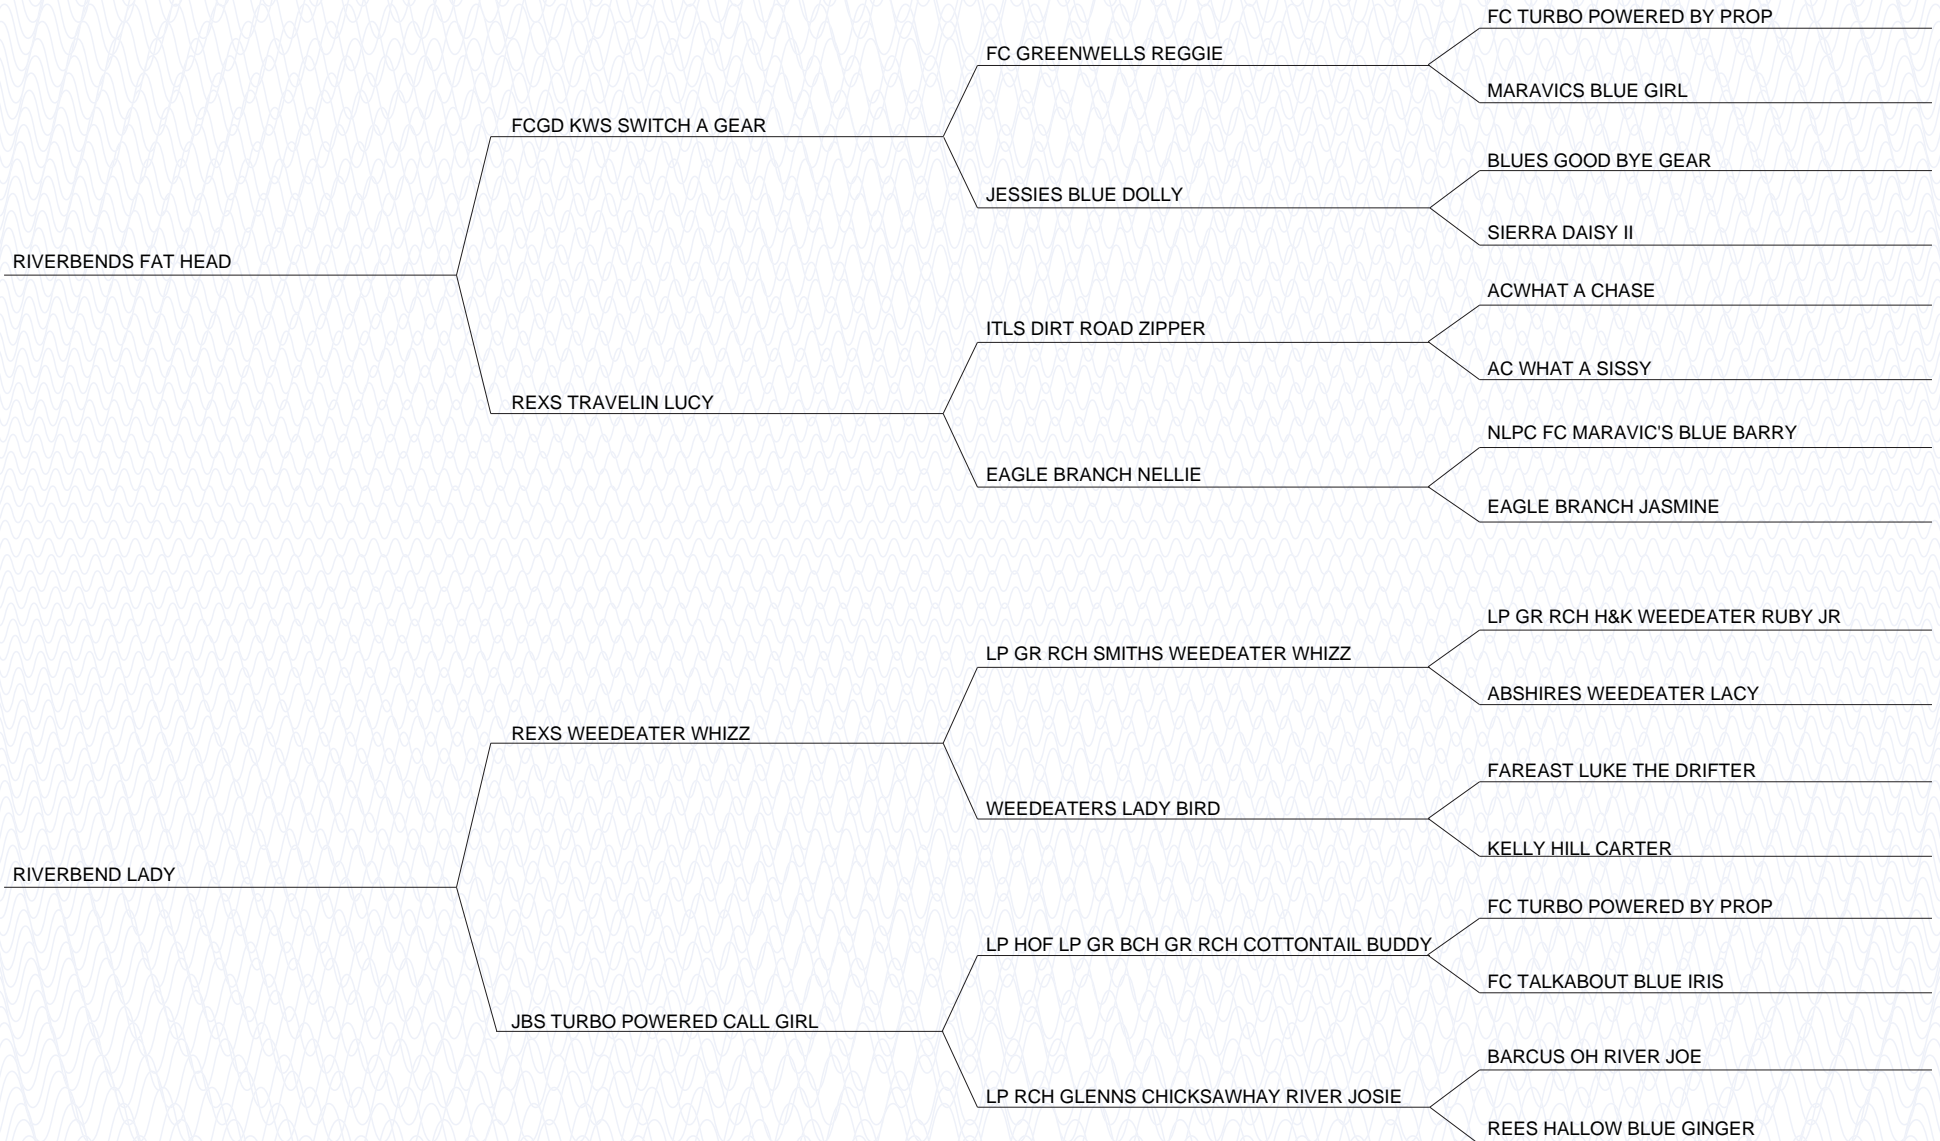 FC TURBO POWERED BY PROP
FC GREENWELLS REGGIE
MARAVICS BLUE GIRL
FCGD KWS SWITCH A GEAR
BLUES GOOD BYE GEAR
JESSIES BLUE DOLLY
SIERRA DAISY II
RIVERBENDS FAT HEAD
ACWHAT A CHASE
ITLS DIRT ROAD ZIPPER
AC WHAT A SISSY
REXS TRAVELIN LUCY
NLPC FC MARAVIC'S BLUE BARRY
EAGLE BRANCH NELLIE
EAGLE BRANCH JASMINE
LP GR RCH H&K WEEDEATER RUBY JR
LP GR RCH SMITHS WEEDEATER WHIZZ
ABSHIRES WEEDEATER LACY
REXS WEEDEATER WHIZZ
FAREAST LUKE THE DRIFTER
WEEDEATERS LADY BIRD
KELLY HILL CARTER
RIVERBEND LADY
FC TURBO POWERED BY PROP
LP HOF LP GR BCH GR RCH COTTONTAIL BUDDY
FC TALKABOUT BLUE IRIS
JBS TURBO POWERED CALL GIRL
BARCUS OH RIVER JOE
LP RCH GLENNS CHICKSAWHAY RIVER JOSIE
REES HALLOW BLUE GINGER